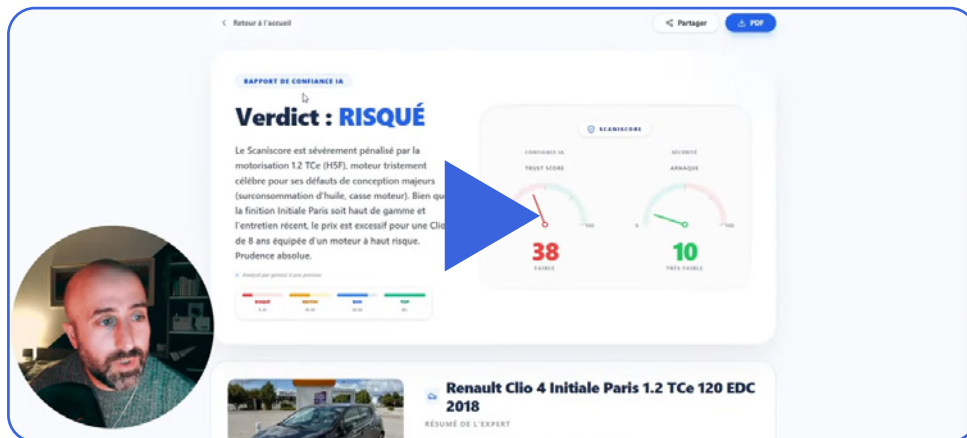 Retour à l'accueil
Partager
PDF
RAPPORT DE CONFIANCE IA
Verdict : RISQUÉ
Le Scaniscore est sévèrement pénalisé par la
motorisation 1.2 TCe (H5F), moteur tristement
célèbre pour ses défauts de conception majeurs
(surconsommation d'huile, casse moteur). Bien que
la finition Initiale Paris soit haut de gamme et
l'entretien récent, le prix est excessif pour une Clio
de 8 ans équipée d'un moteur à haut risque.
Prudence absolue.
RISQUÉ
MOYEN
BON
TOP
SCANISCORE
CONFIANCE IA
TRUST SCORE
100
38
FAIBLE
SÉCURITÉ
ARNAQUE
0
100
10
TRÈS FAIBLE
Renault Clio 4 Initiale Paris 1.2 TCe 120 EDC
2018
RÉSUMÉ DE L'EXPERT